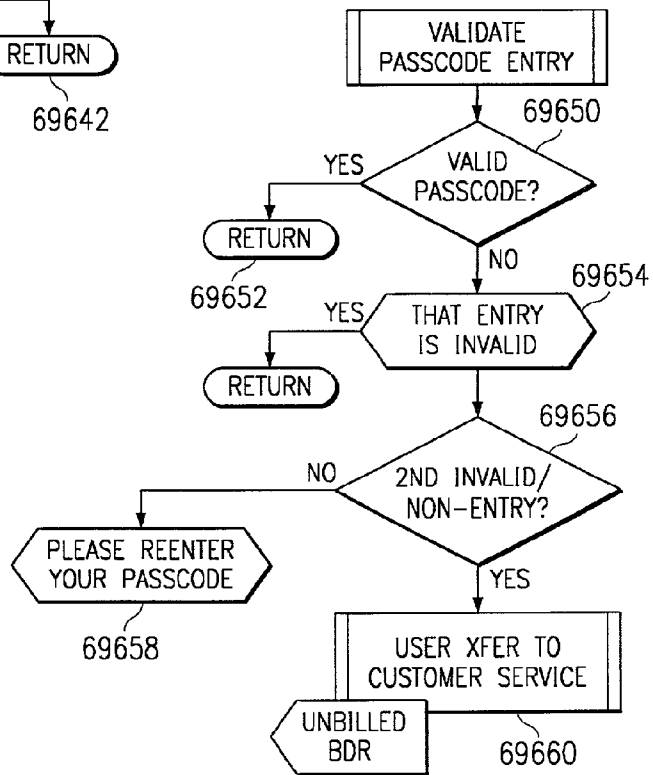 RETURN
69642
VALIDATE
PASSCODE ENTRY
69650
VALID
PASSCODE?
YES
RETURN
69652
NO
69654
THAT ENTRY
IS INVALID
YES
RETURN
69656
2ND INVALID/
NON-ENTRY?
NO
PLEASE REENTER
YOUR PASSCODE
69658
YES
USER XFER TO
CUSTOMER SERVICE
UNBILLED
BDR
69660